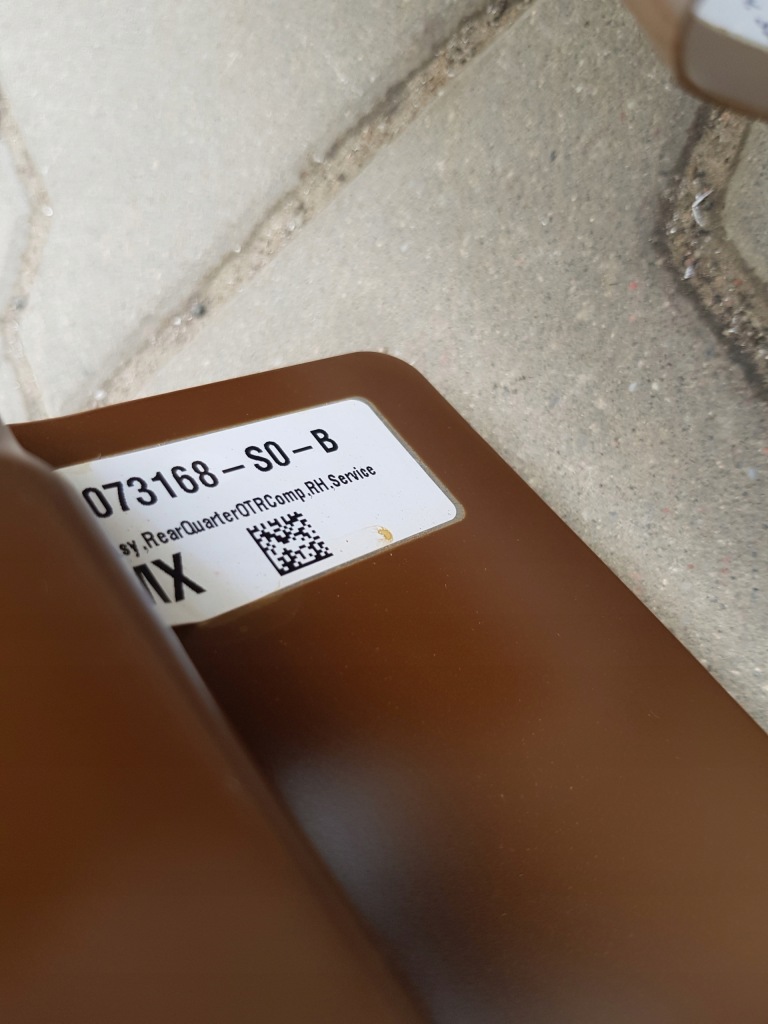 073168-S0-B
sy,RearQuarterOTRComp,RH,Service
MX